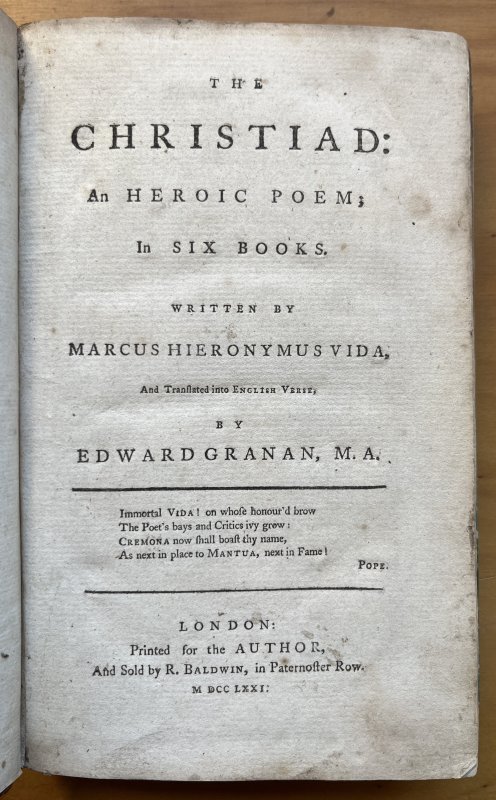 THE
CHRISTIAD:
An HEROIC POEM;
In SIX BOOKS.
WRITTEN BY
MARCUS HIERONYMUS VIDA,
And Tranſlated into ENGLISH VERSE,
BY
EDWARD GRANAN, M. A.
Immortal VIDA! on whoſe honour'd brow
The Poet's bays and Critics ivy grow:
CREMONA now ſhall boaſt thy name,
As next in place to MANTUA, next in Fame!
POPE.
LONDON:
Printed for the AUTHOR,
And Sold by R. BALDWIN, in Paternoſter Row.
M DCC LXXI.